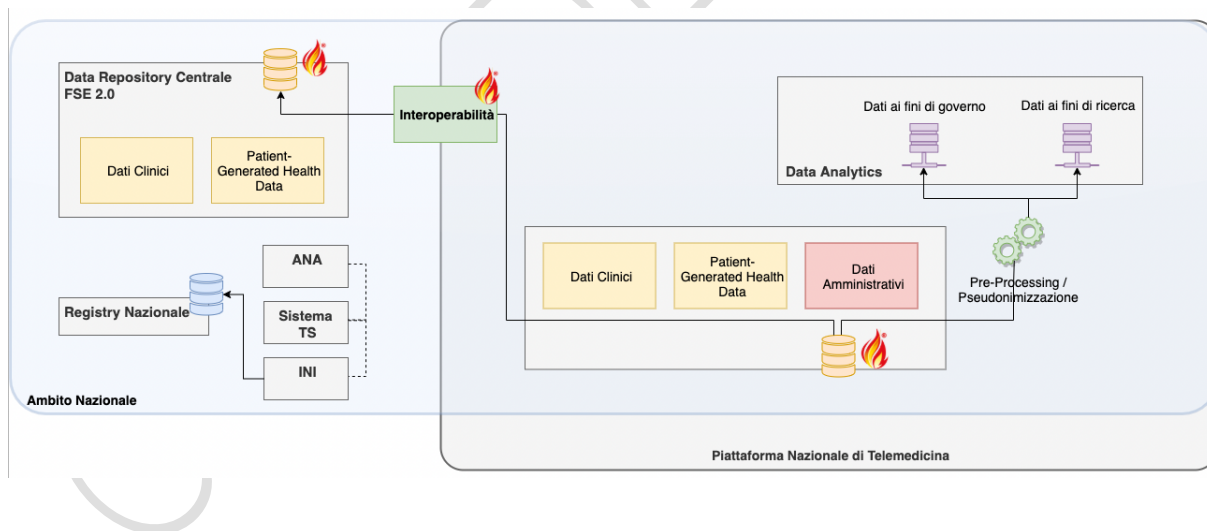 Data Repository Centrale
FSE 2.0
Dati Clinici
Patient-
Generated Health
Data
Interoperabilità
Dati ai fini di governo
Dati ai fini di ricerca
Data Analytics
Pre-Processing /
Pseudonimizzazione
Dati Clinici
Patient-
Generated Health
Data
Dati
Amministrativi
ANA
Sistema
TS
INI
Registry Nazionale
Ambito Nazionale
Piattaforma Nazionale di Telemedicina